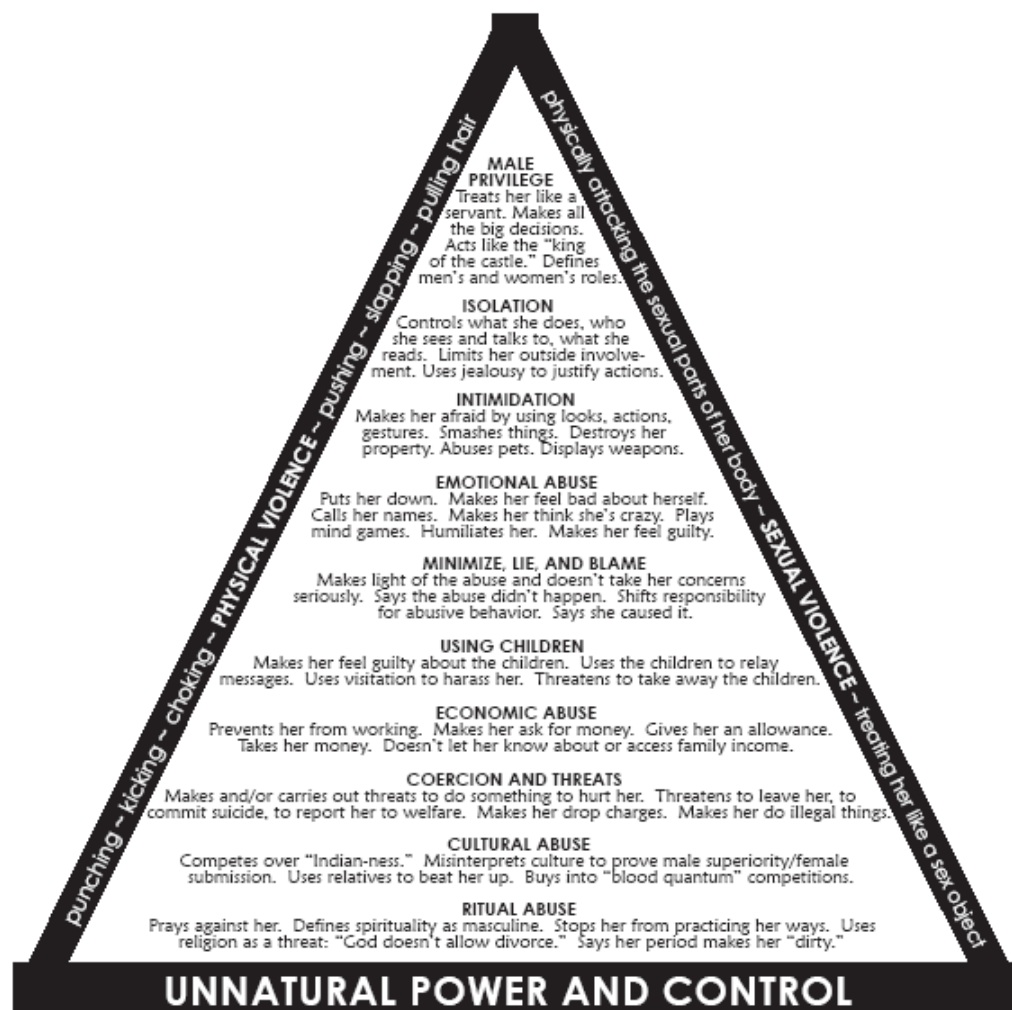 punching ~ kicking ~ choking ~ PHYSICAL VIOLENCE ~ pushing ~ slapping ~ pulling hair
physically attacking the sexual parts of her body ~ SEXUAL VIOLENCE ~ treating her like a sex object
MALE
PRIVILEGE
Treats her like a
servant. Makes all
the big decisions.
Acts like the “king
of the castle.” Defines
men’s and women’s roles.
ISOLATION
Controls what she does, who
she sees and talks to, what she
reads. Limits her outside involve-
ment. Uses jealousy to justify actions.
INTIMIDATION
Makes her afraid by using looks, actions,
gestures. Smashes things. Destroys her
property. Abuses pets. Displays weapons.
EMOTIONAL ABUSE
Puts her down. Makes her feel bad about herself.
Calls her names. Makes her think she’s crazy. Plays
mind games. Humiliates her. Makes her feel guilty.
MINIMIZE, LIE, AND BLAME
Makes light of the abuse and doesn’t take her concerns
seriously. Says the abuse didn’t happen. Shifts responsibility
for abusive behavior. Says she caused it.
USING CHILDREN
Makes her feel guilty about the children. Uses the children to relay
messages. Uses visitation to harass her. Threatens to take away the children.
ECONOMIC ABUSE
Prevents her from working. Makes her ask for money. Gives her an allowance.
Takes her money. Doesn’t let her know about or access family income.
COERCION AND THREATS
Makes and/or carries out threats to do something to hurt her. Threatens to leave her, to
commit suicide, to report her to welfare. Makes her drop charges. Makes her do illegal things.
CULTURAL ABUSE
Competes over “Indian-ness.” Misinterprets culture to prove male superiority/female
submission. Uses relatives to beat her up. Buys into “blood quantum” competitions.
RITUAL ABUSE
Prays against her. Defines spirituality as masculine. Stops her from practicing her ways. Uses
religion as a threat: “God doesn’t allow divorce.” Says her period makes her “dirty.”
UNNATURAL POWER AND CONTROL